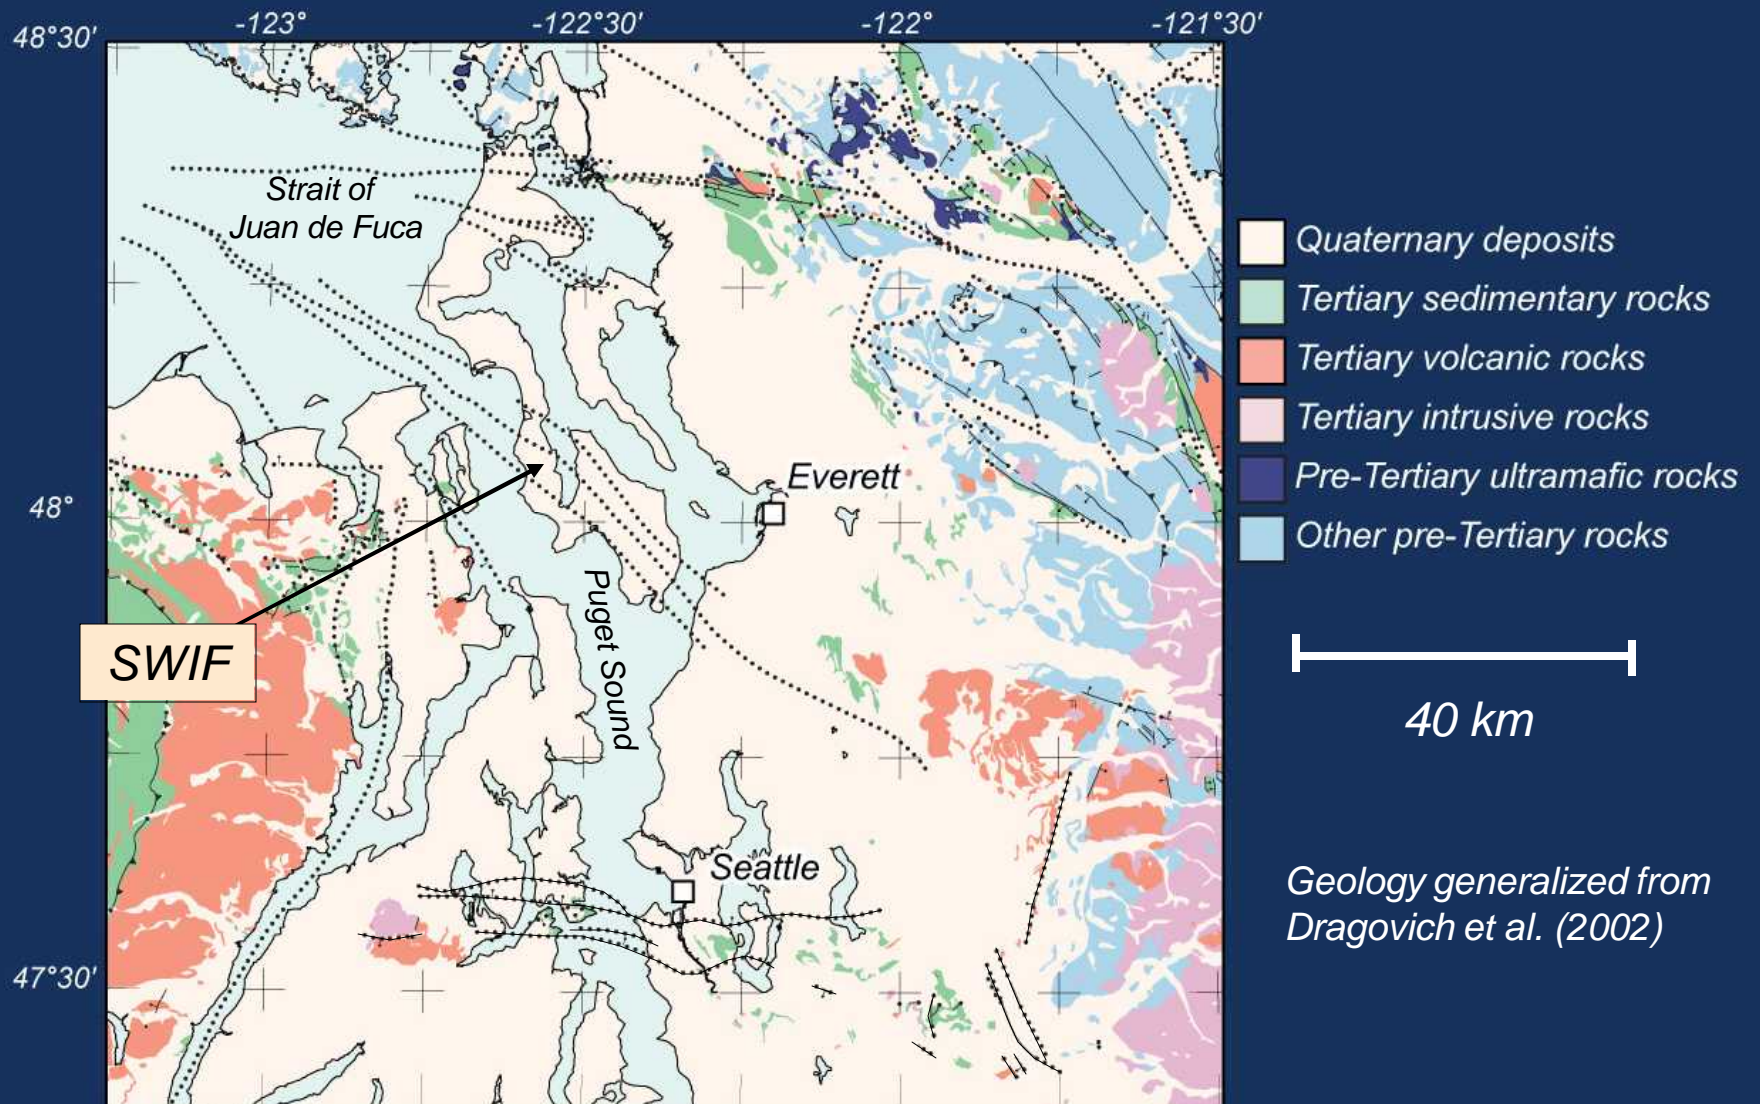 -123°
-122°30'
-122°
-121°30'
48°30'
Strait of
Juan de Fuca
Quaternary deposits
Tertiary sedimentary rocks
Tertiary volcanic rocks
Tertiary intrusive rocks
Pre-Tertiary ultramafic rocks
Other pre-Tertiary rocks
Everett
48°
Puget Sound
SWIF
40 km
Seattle
Geology generalized from
Dragovich et al. (2002)
47°30'